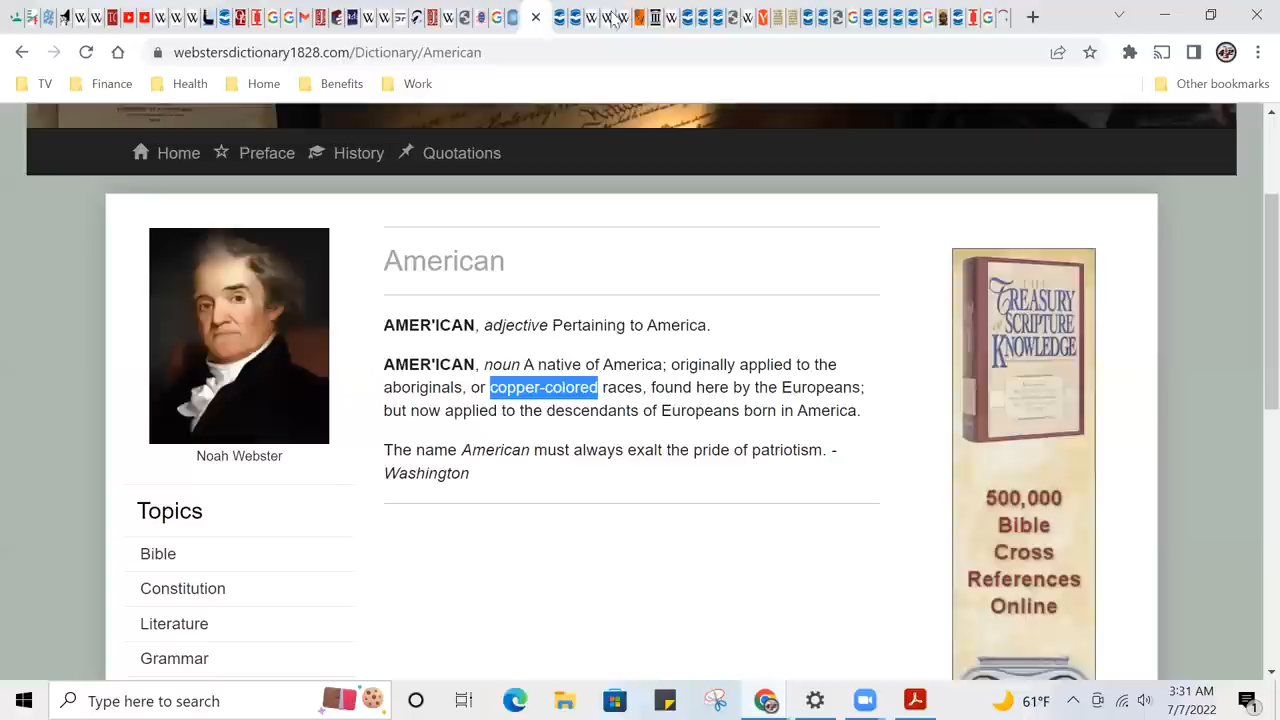 webstersdictionary1828.com/Dictionary/American
TV
Finance
Health
Home
Benefits
Work
Other bookmarks
Home
Preface
History
Quotations
Noah Webster
Topics
Bible
Constitution
Literature
Grammar
American
AMER'ICAN, adjective Pertaining to America.
AMER'ICAN, noun A native of America; originally applied to the
aboriginals, or copper-colored races, found here by the Europeans;
but now applied to the descendants of Europeans born in America.
The name American must always exalt the pride of patriotism. -
Washington
THE
TREASURY
of
SCRIPTURE
KNOWLEDGE
500,000
Bible
Cross
References
Online
Type here to search
61°F
3:31 AM
7/7/2022
1